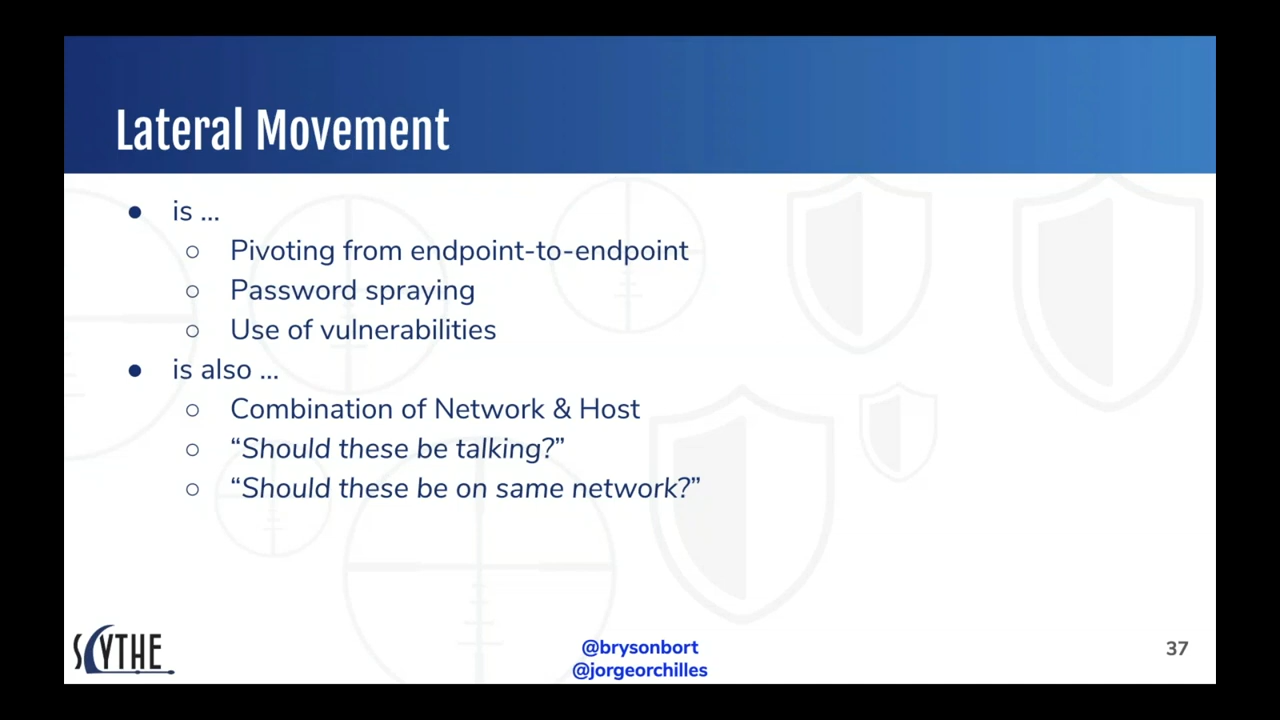 Lateral Movement
● is ...
○ Pivoting from endpoint-to-endpoint
○ Password spraying
○ Use of vulnerabilities
● is also ...
○ Combination of Network & Host
○ “Should these be talking?”
○ “Should these be on same network?”
SCYTHE
@brysonbort
@jorgeorchilles
37